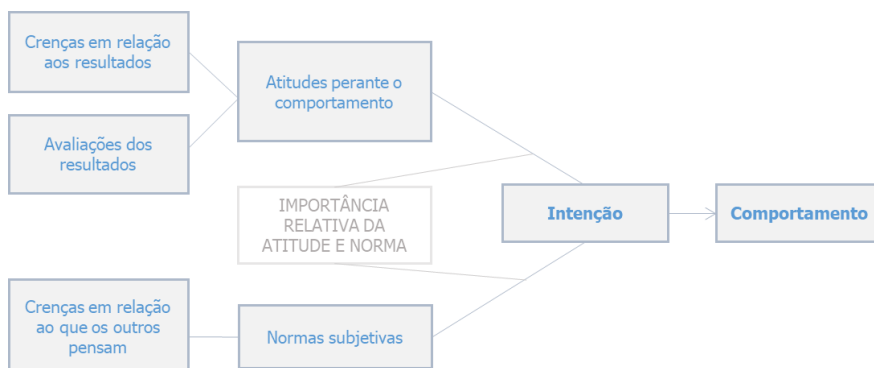 Crenças em relação
aos resultados
Atitudes perante o
comportamento
Avaliações dos
resultados
IMPORTÂNCIA
RELATIVA DA
ATITUDE E NORMA
Intenção
Comportamento
Crenças em relação
ao que os outros
pensam
Normas subjetivas